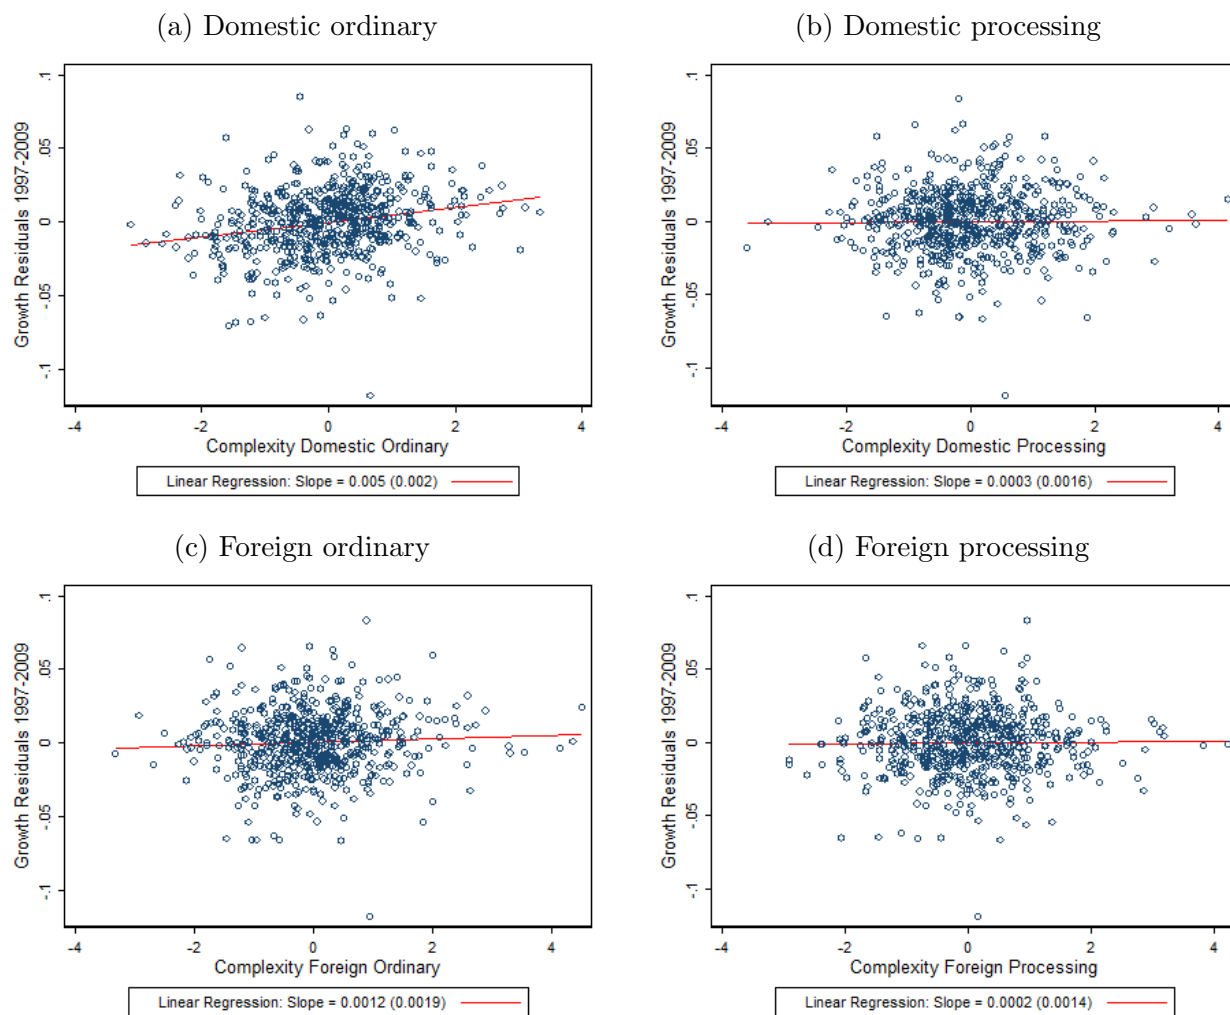 (a) Domestic ordinary
Growth Residuals 1997-2009
.1
.05
0
-.05
-.1
-4 -2 0 2 4
Complexity Domestic Ordinary
Linear Regression: Slope = 0.005 (0.002)
(b) Domestic processing
Growth Residuals 1997-2009
.1
.05
0
-.05
-.1
-4 -2 0 2 4
Complexity Domestic Processing
Linear Regression: Slope = 0.0003 (0.0016)
(c) Foreign ordinary
Growth Residuals 1997-2009
.1
.05
0
-.05
-.1
-4 -2 0 2 4
Complexity Foreign Ordinary
Linear Regression: Slope = 0.0012 (0.0019)
(d) Foreign processing
Growth Residuals 1997-2009
.1
.05
0
-.05
-.1
-4 -2 0 2 4
Complexity Foreign Processing
Linear Regression: Slope = 0.0002 (0.0014)